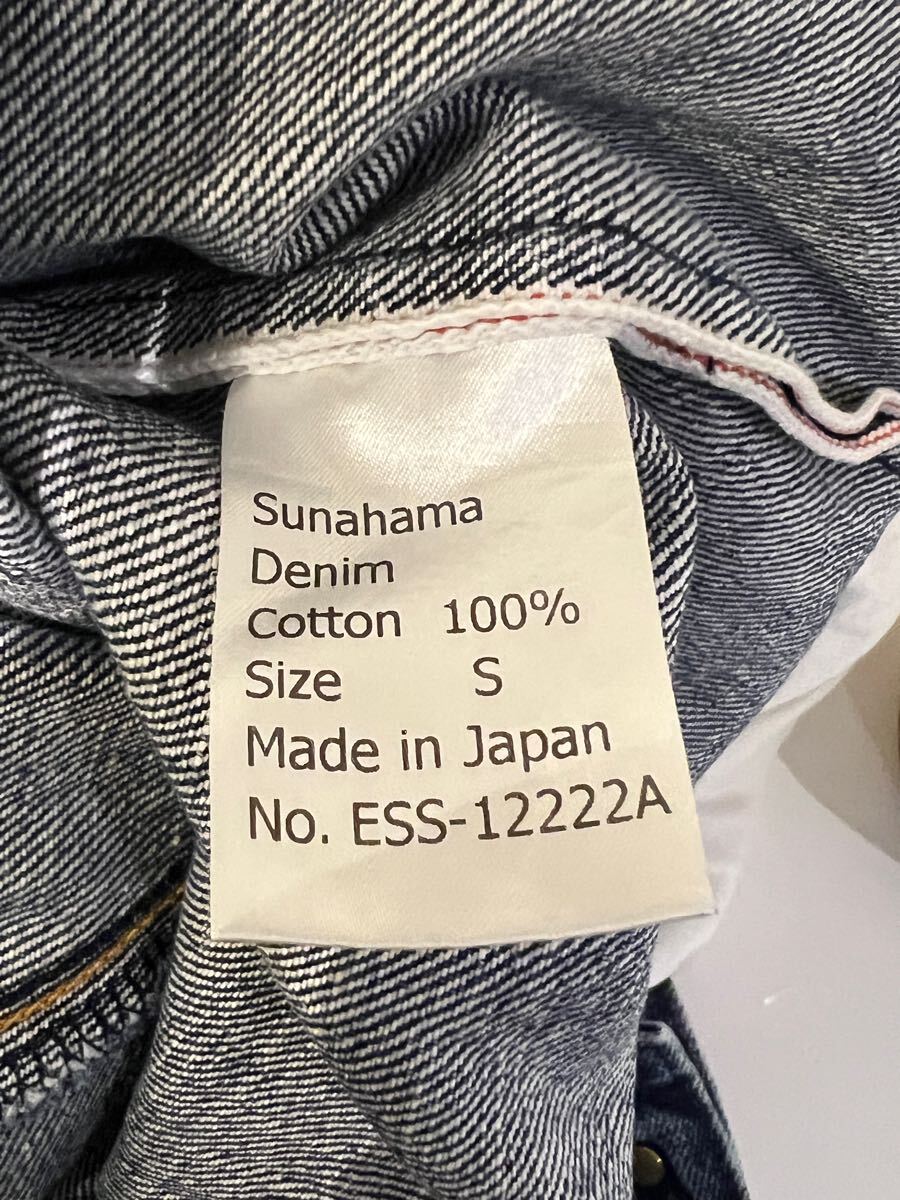 Sunahama
Denim
Cotton 100%
Size S
Made in Japan
No. ESS-12222A